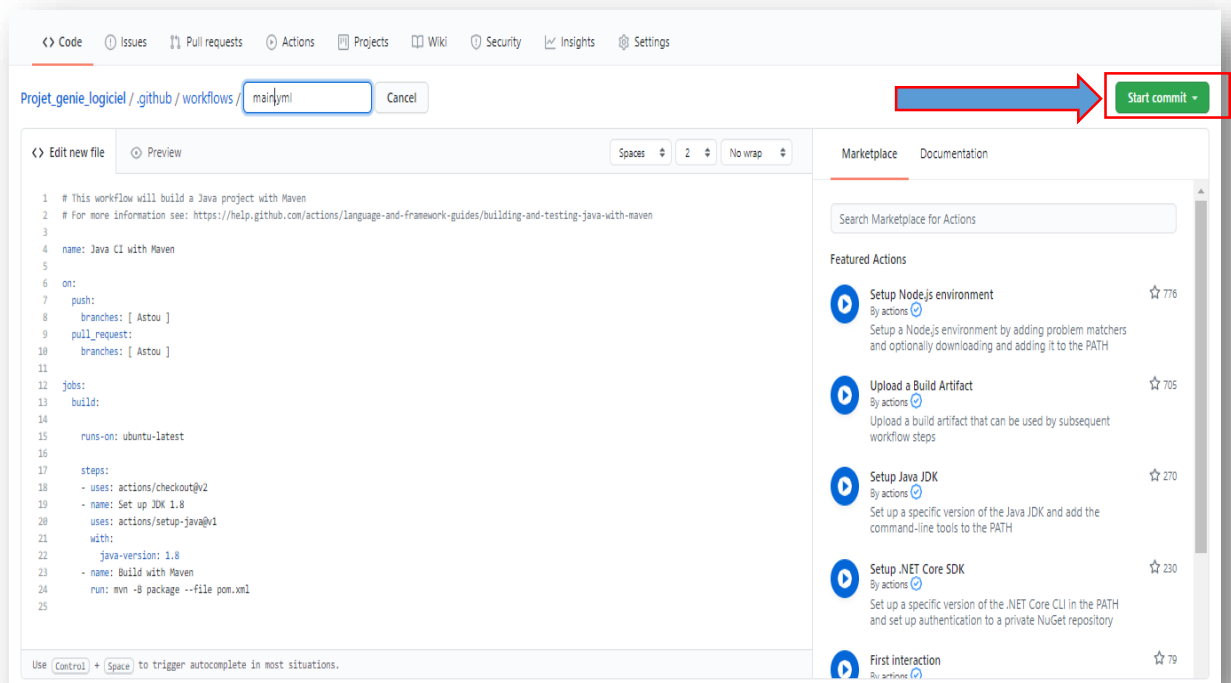 <> Code Issues Pull requests Actions Projects Wiki Security Insights Settings
Projet_genie_logiciel / .github / workflows / main.yml Cancel Start commit
<> Edit new file Preview Spaces 2 No wrap
1 # This workflow will build a Java project with Maven
2 # For more information see: https://help.github.com/actions/language-and-framework-guides/building-and-testing-java-with-maven
3
4 name: Java CI with Maven
5
6 on:
7 push:
8 branches: [ Astou ]
9 pull_request:
10 branches: [ Astou ]
11
12 jobs:
13 build:
14
15 runs-on: ubuntu-latest
16
17 steps:
18 - uses: actions/checkout@v2
19 - name: Set up JDK 1.8
20 uses: actions/setup-java@v1
21 with:
22 java-version: 1.8
23 - name: Build with Maven
24 run: mvn -B package --file pom.xml
25
Use Control + Space to trigger autocomplete in most situations.
Marketplace Documentation
Search Marketplace for Actions
Featured Actions
Setup Node.js environment 776
By actions
Setup a Node.js environment by adding problem matchers
and optionally downloading and adding it to the PATH
Upload a Build Artifact 705
By actions
Upload a build artifact that can be used by subsequent
workflow steps
Setup Java JDK 270
By actions
Set up a specific version of the Java JDK and add the
command-line tools to the PATH
Setup .NET Core SDK 230
By actions
Set up a specific version of the .NET Core CLI in the PATH
and set up authentication to a private NuGet repository
First interaction 79
By actions